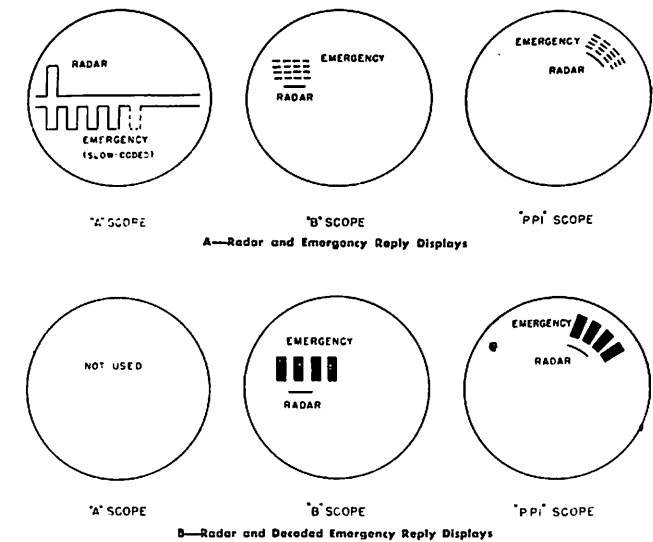 RADAR
EMERGENCY
(SLOW-CODED)
EMERGENCY
RADAR
EMERGENCY
RADAR
"A" SCOPE
"B" SCOPE
"PPI" SCOPE
A—Radar and Emergency Reply Displays
NOT USED
EMERGENCY
RADAR
EMERGENCY
RADAR
"A" SCOPE
"B" SCOPE
"PPI" SCOPE
B—Radar and Decoded Emergency Reply Displays